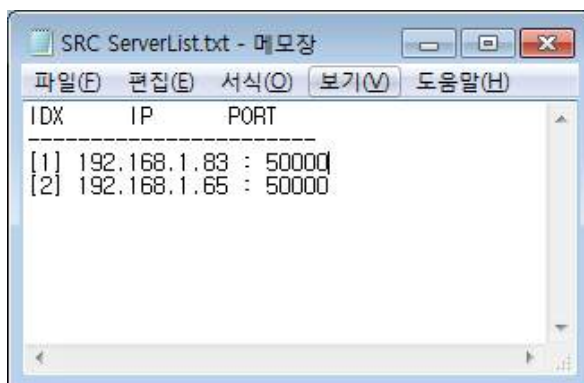 SRC ServerList.txt - 메모장
파일(F) 편집(E) 서식(O) 보기(V) 도움말(H)
IDX IP PORT
-----------------------
[1] 192.168.1.83 : 50000
[2] 192.168.1.65 : 50000